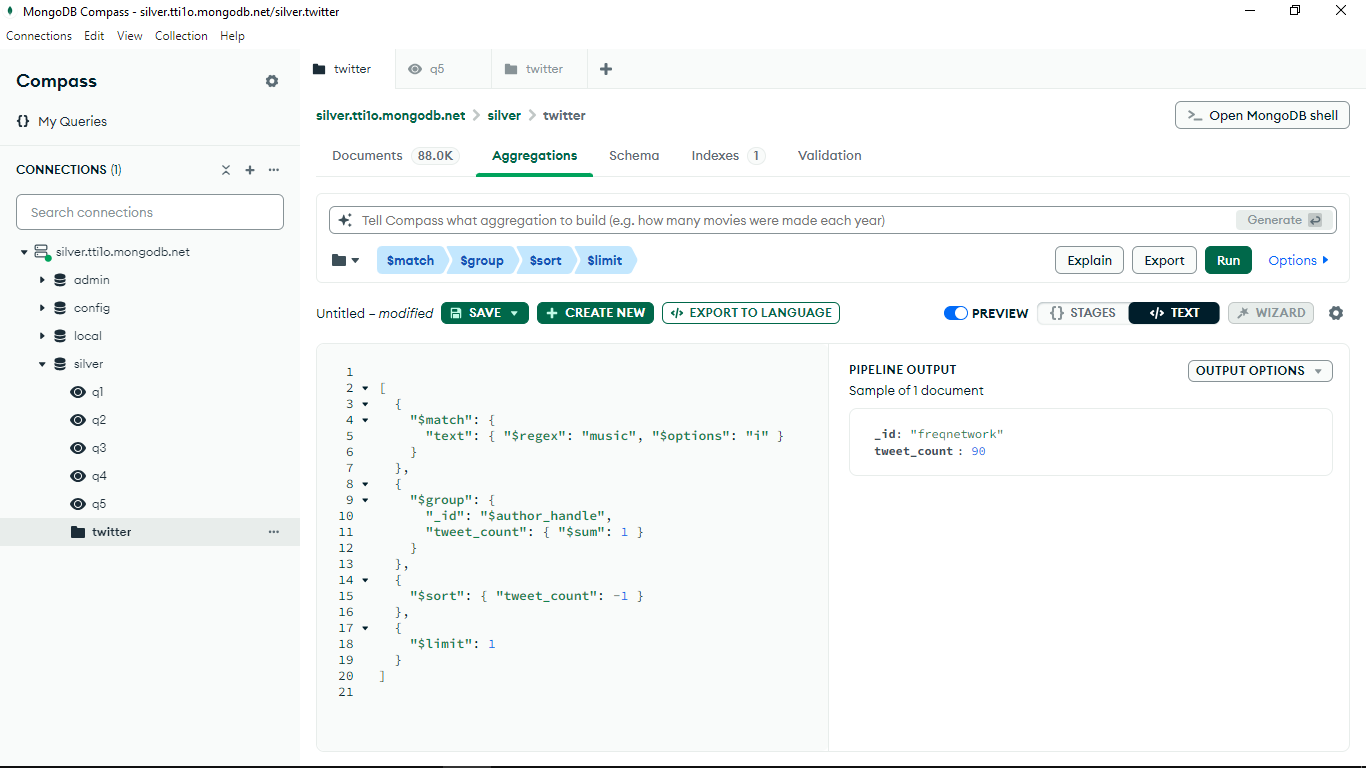 MongoDB Compass - silver.tti1o.mongodb.net/silver.twitter
Connections Edit View Collection Help
Compass
{} My Queries
CONNECTIONS (1)
Search connections
silver.tti1o.mongodb.net
admin
config
local
silver
q1
q2
q3
q4
q5
twitter
twitter q5 twitter
silver.tti1o.mongodb.net > silver > twitter
>_ Open MongoDB shell
Documents 88.0K Aggregations Schema Indexes 1 Validation
Tell Compass what aggregation to build (e.g. how many movies were made each year) Generate
$match $group $sort $limit Explain Export Run Options
Untitled – modified SAVE + CREATE NEW </> EXPORT TO LANGUAGE PREVIEW {} STAGES </> TEXT WIZARD
1
2 [
3 {
4 "$match": {
5 "text": { "$regex": "music", "$options": "i" }
6 }
7 },
8 {
9 "$group": {
10 "_id": "$author_handle",
11 "tweet_count": { "$sum": 1 }
12 }
13 },
14 {
15 "$sort": { "tweet_count": -1 }
16 },
17 {
18 "$limit": 1
19 }
20 ]
21
PIPELINE OUTPUT
Sample of 1 document
OUTPUT OPTIONS
_id: "freqnetwork"
tweet_count : 90